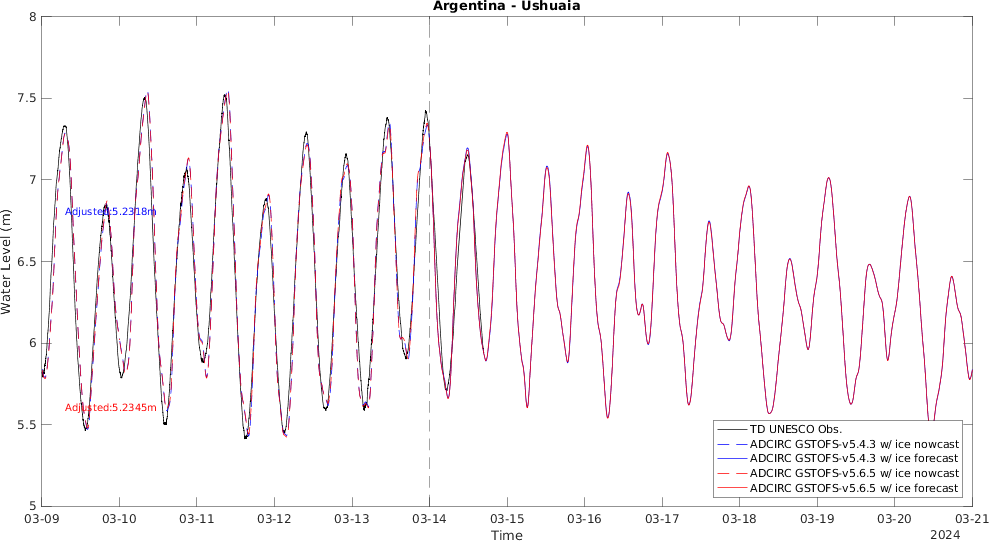 Argentina - Ushuaia
8
7.5
7
6.5
6
5.5
5
Water Level (m)
Adjusted:5.2318m
Adjusted:5.2345m
TD UNESCO Obs.
ADCIRC GSTOFS-v5.4.3 w/ ice nowcast
ADCIRC GSTOFS-v5.4.3 w/ ice forecast
ADCIRC GSTOFS-v5.6.5 w/ ice nowcast
ADCIRC GSTOFS-v5.6.5 w/ ice forecast
03-09 03-10 03-11 03-12 03-13 03-14 03-15 03-16 03-17 03-18 03-19 03-20 03-21
Time
2024